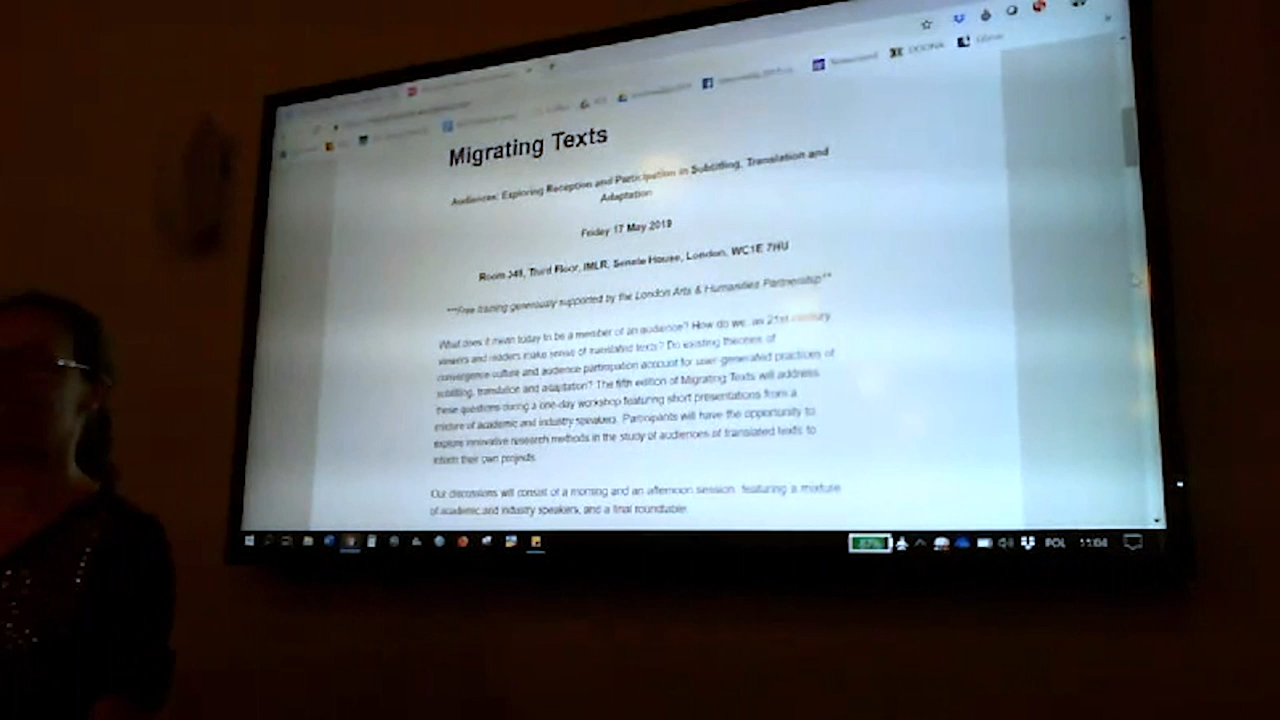 Migrating Texts
Audiences: Exploring Reception and Participation in Subtitling, Translation and
Adaptation
Friday 17 May 2019
Room 349, Third Floor, IMLR, Senate House, London, WC1E 7HU
***Free training generously supported by the London Arts & Humanities Partnership**
What does it mean today to be a member of an audience? How do we, as 21st century
viewers and readers make sense of translated texts? Do existing theories of
convergence culture and audience participation account for user-generated practices of
subtitling, translation and adaptation? The fifth edition of Migrating Texts will address
these questions during a one-day workshop featuring short presentations from a
mixture of academic and industry speakers. Participants will have the opportunity to
explore innovative research methods in the study of audiences of translated texts to
inform their own projects.
Our discussions will consist of a morning and an afternoon session, featuring a mixture
of academic and industry speakers, and a final roundtable.
87% POL 11:04